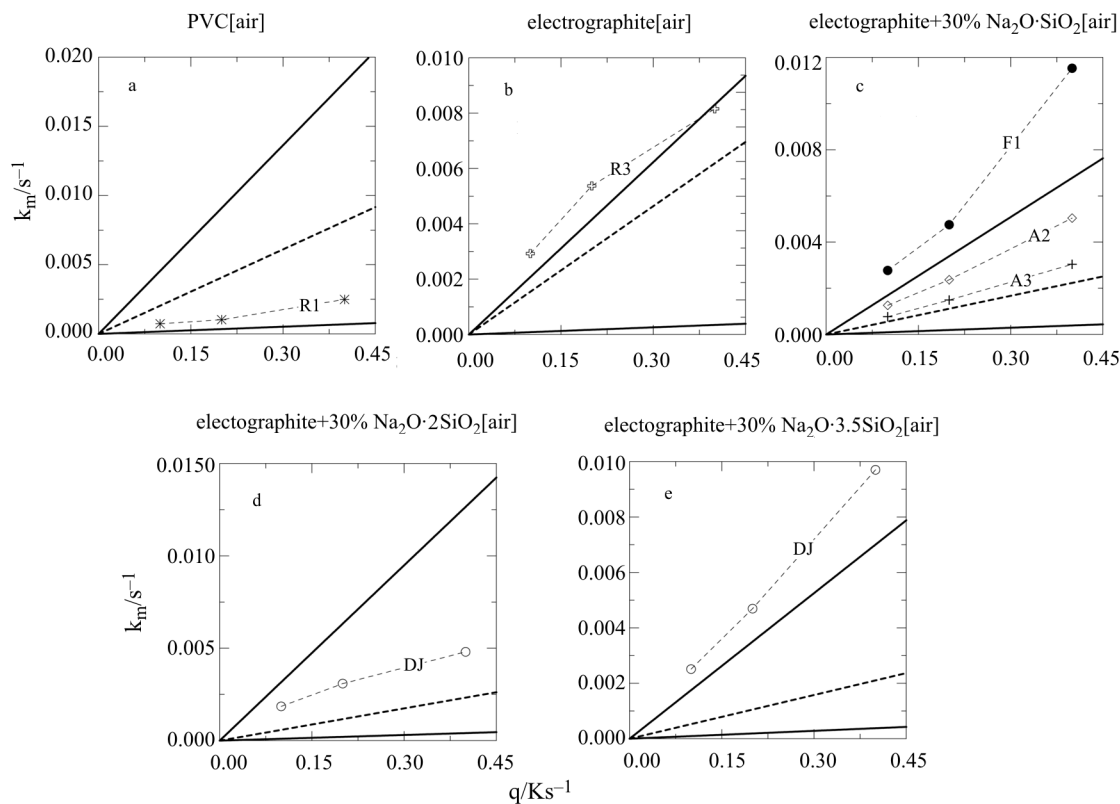 PVC[air]
electrographite[air]
electographite+30% Na₂O·SiO₂[air]
0.020
0.015
0.010
0.005
0.000
kₘ/s⁻¹
a
R1
0.00 0.15 0.30 0.45
0.010
0.008
0.006
0.004
0.002
0.000
b
R3
0.00 0.15 0.30 0.45
0.012
0.008
0.004
0.000
c
F1
A2
A3
0.00 0.15 0.30 0.45
electographite+30% Na₂O·2SiO₂[air]
electographite+30% Na₂O·3.5SiO₂[air]
0.0150
0.010
0.005
0.000
kₘ/s⁻¹
d
DJ
0.00 0.15 0.30 0.45
q/Ks⁻¹
0.010
0.008
0.006
0.004
0.002
0.000
e
DJ
0.00 0.15 0.30 0.45